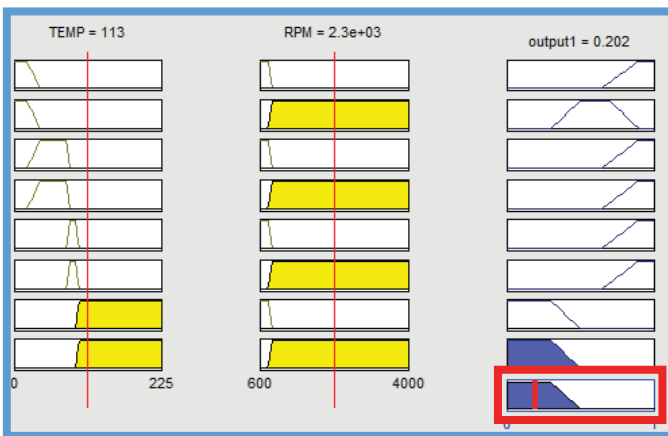 TEMP = 113
RPM = 2.3e+03
output1 = 0.202
0
225
600
4000
0
1